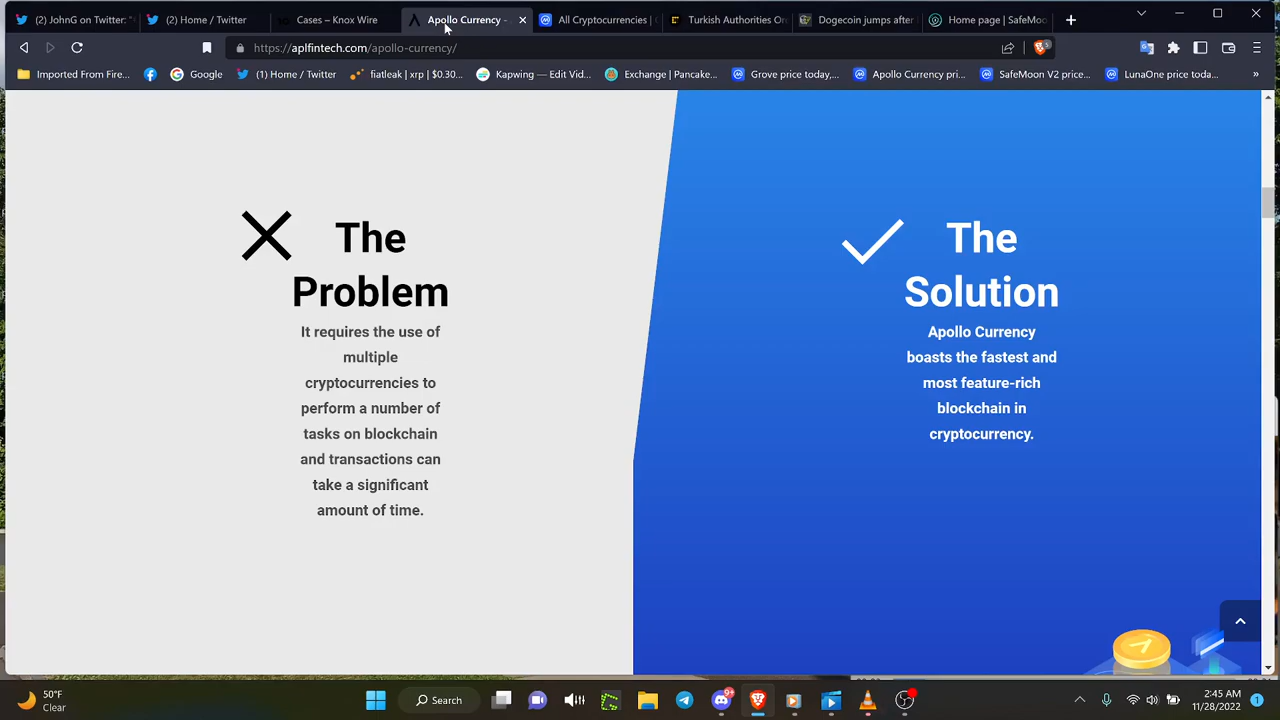 (2) JohnG on Twitter: "
(2) Home / Twitter
Cases – Knox Wire
Apollo Currency -
All Cryptocurrencies |
Turkish Authorities Or
Dogecoin jumps after
Home page | SafeMoo
https://aplfintech.com/apollo-currency/
5
Imported From Fire...
Google
(1) Home / Twitter
fiatleak | xrp | $0.30...
Kapwing — Edit Vid...
Exchange | Pancake...
Grove price today,...
Apollo Currency pri...
SafeMoon V2 price...
LunaOne price toda...
»
The
Problem
It requires the use of
multiple
cryptocurrencies to
perform a number of
tasks on blockchain
and transactions can
take a significant
amount of time.
The
Solution
Apollo Currency
boasts the fastest and
most feature-rich
blockchain in
cryptocurrency.
50°F
Clear
Search
9+
2:45 AM
11/28/2022
1